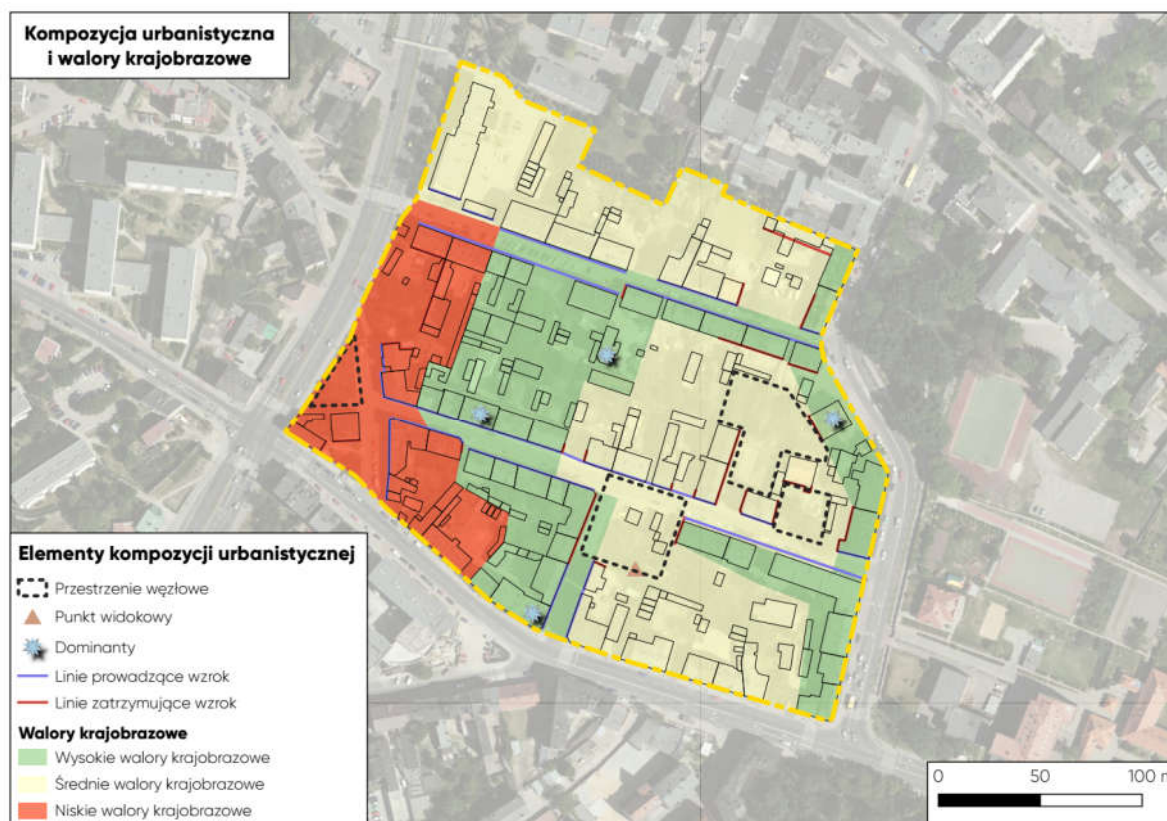 Kompozycja urbanistyczna
i walory krajobrazowe
Elementy kompozycji urbanistycznej
Przestrzenie węzłowe
Punkt widokowy
Dominanty
Linie prowadzące wzrok
Linie zatrzymujące wzrok
Walory krajobrazowe
Wysokie walory krajobrazowe
Średnie walory krajobrazowe
Niskie walory krajobrazowe
0 50 100 m